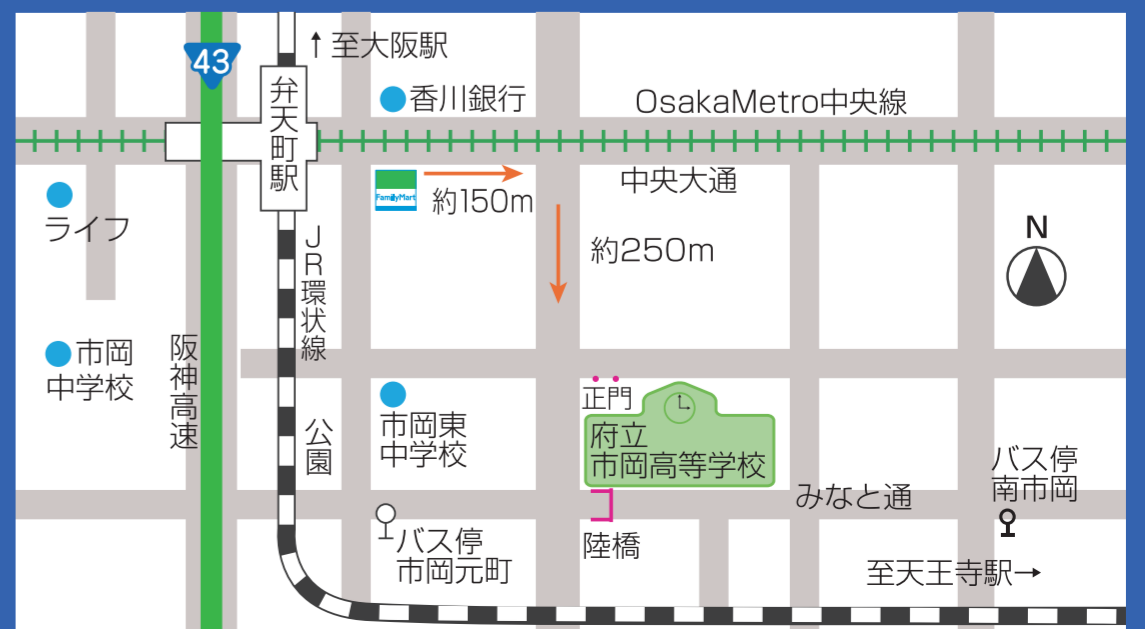 ↑至大阪駅
43
弁天町駅
香川銀行
OsakaMetro中央線
中央大通
FamilyMart
約150m
約250m
ライフ
JR環状線
N
市岡
中学校
阪神高速
公園
市岡東
中学校
正門
府立
市岡高等学校
みなと通
バス停
南市岡
バス停
市岡元町
陸橋
至天王寺駅→